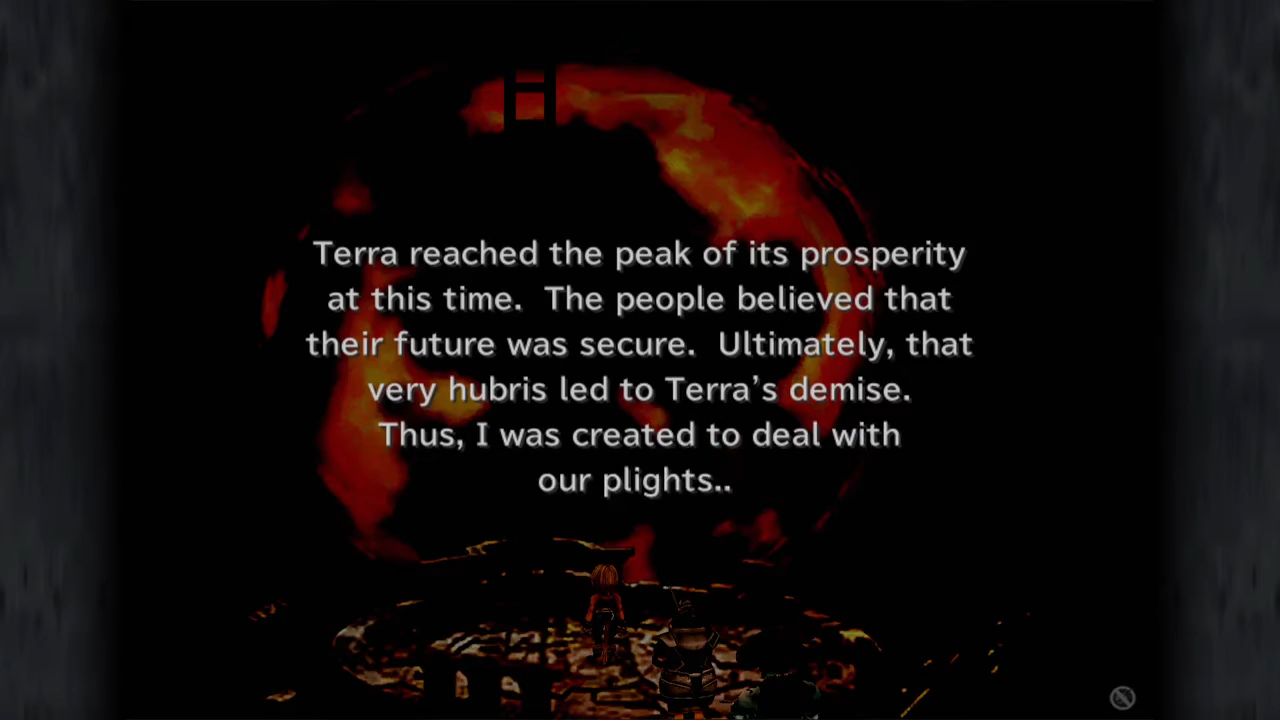 Terra reached the peak of its prosperity
at this time.  The people believed that
their future was secure.  Ultimately, that
very hubris led to Terra's demise.
Thus, I was created to deal with
our plights..